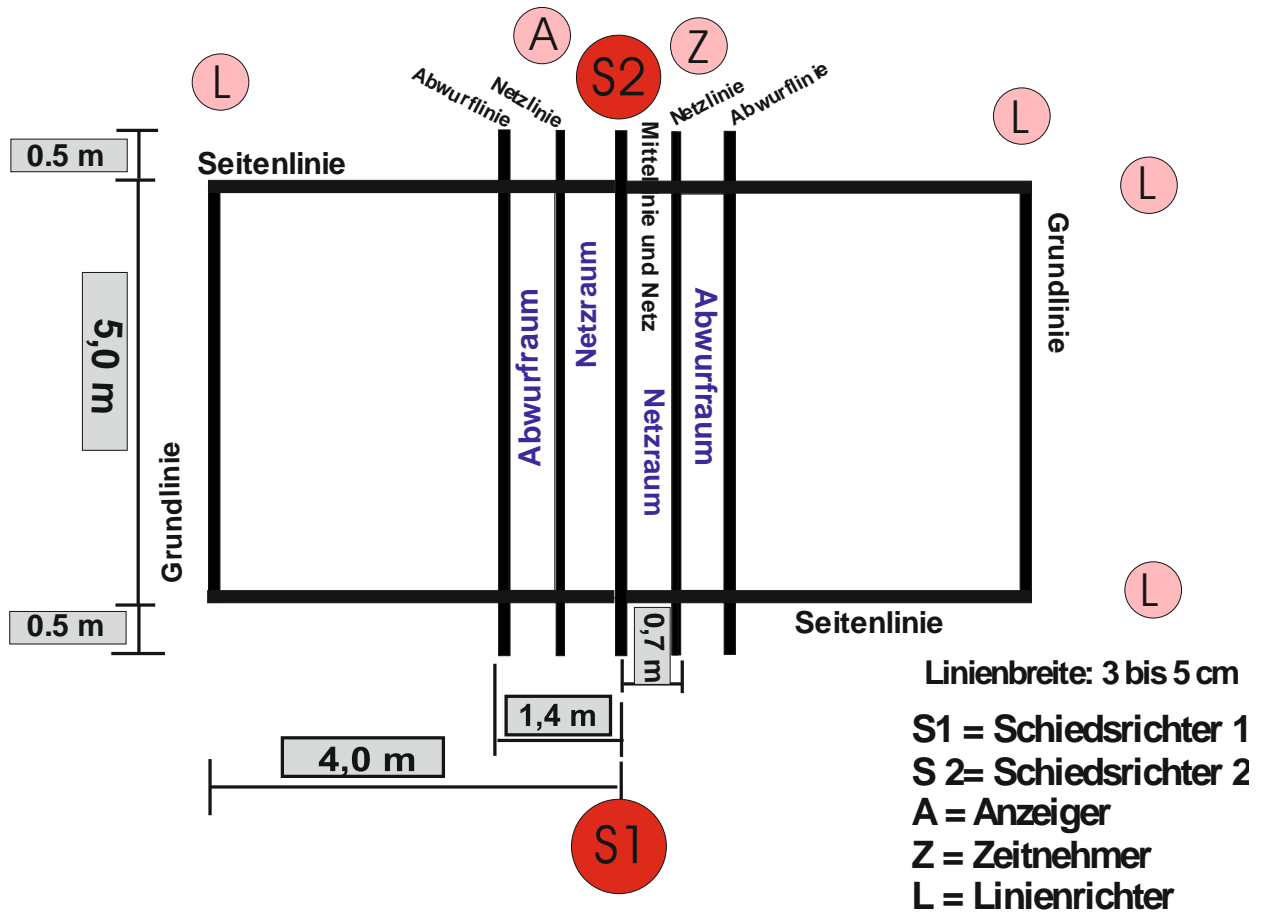 A
S2
Z
L
L
L
Abwurflinie
Netzlinie
Netzlinie
Abwurflinie
0.5 m
Seitenlinie
Mittellinie und Netz
Grundlinie
5,0 m
Abwurfraum
Netzraum
Netzraum
Abwurfraum
Grundlinie
0.5 m
Seitenlinie
L
0,7 m
1,4 m
4,0 m
S1
Linienbreite: 3 bis 5 cm
S1 = Schiedsrichter 1
S 2= Schiedsrichter 2
A = Anzeiger
Z = Zeitnehmer
L = Linienrichter